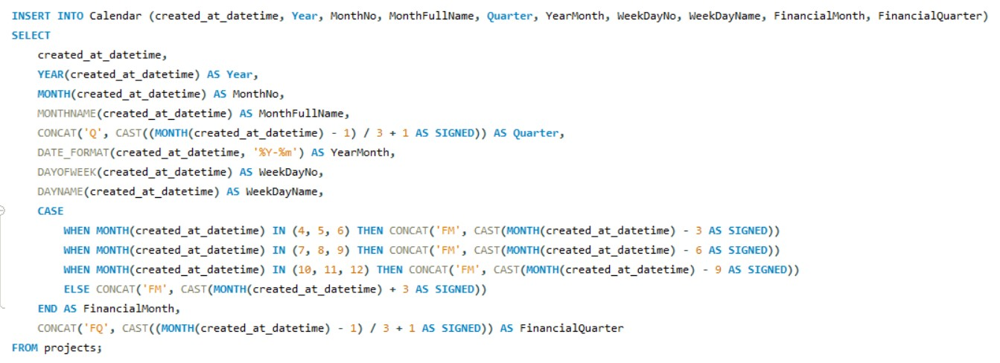 INSERT INTO Calendar (created_at_datetime, Year, MonthNo, MonthFullName, Quarter, YearMonth, WeekDayNo, WeekDayName, FinancialMonth, FinancialQuarter)
SELECT
    created_at_datetime,
    YEAR(created_at_datetime) AS Year,
    MONTH(created_at_datetime) AS MonthNo,
    MONTHNAME(created_at_datetime) AS MonthFullName,
    CONCAT('Q', CAST((MONTH(created_at_datetime) - 1) / 3 + 1 AS SIGNED)) AS Quarter,
    DATE_FORMAT(created_at_datetime, '%Y-%m') AS YearMonth,
    DAYOFWEEK(created_at_datetime) AS WeekDayNo,
    DAYNAME(created_at_datetime) AS WeekDayName,
    CASE
        WHEN MONTH(created_at_datetime) IN (4, 5, 6) THEN CONCAT('FM', CAST(MONTH(created_at_datetime) - 3 AS SIGNED))
        WHEN MONTH(created_at_datetime) IN (7, 8, 9) THEN CONCAT('FM', CAST(MONTH(created_at_datetime) - 6 AS SIGNED))
        WHEN MONTH(created_at_datetime) IN (10, 11, 12) THEN CONCAT('FM', CAST(MONTH(created_at_datetime) - 9 AS SIGNED))
        ELSE CONCAT('FM', CAST(MONTH(created_at_datetime) + 3 AS SIGNED))
    END AS FinancialMonth,
    CONCAT('FQ', CAST((MONTH(created_at_datetime) - 1) / 3 + 1 AS SIGNED)) AS FinancialQuarter
FROM projects;